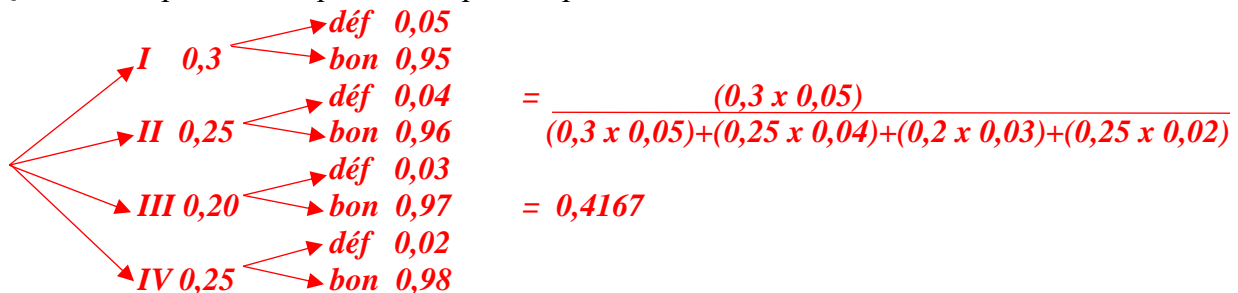 déf 0,05
I 0,3 bon 0,95
déf 0,04 = (0,3 x 0,05)
II 0,25 bon 0,96 (0,3 x 0,05)+(0,25 x 0,04)+(0,2 x 0,03)+(0,25 x 0,02)
déf 0,03
III 0,20 bon 0,97 = 0,4167
déf 0,02
IV 0,25 bon 0,98